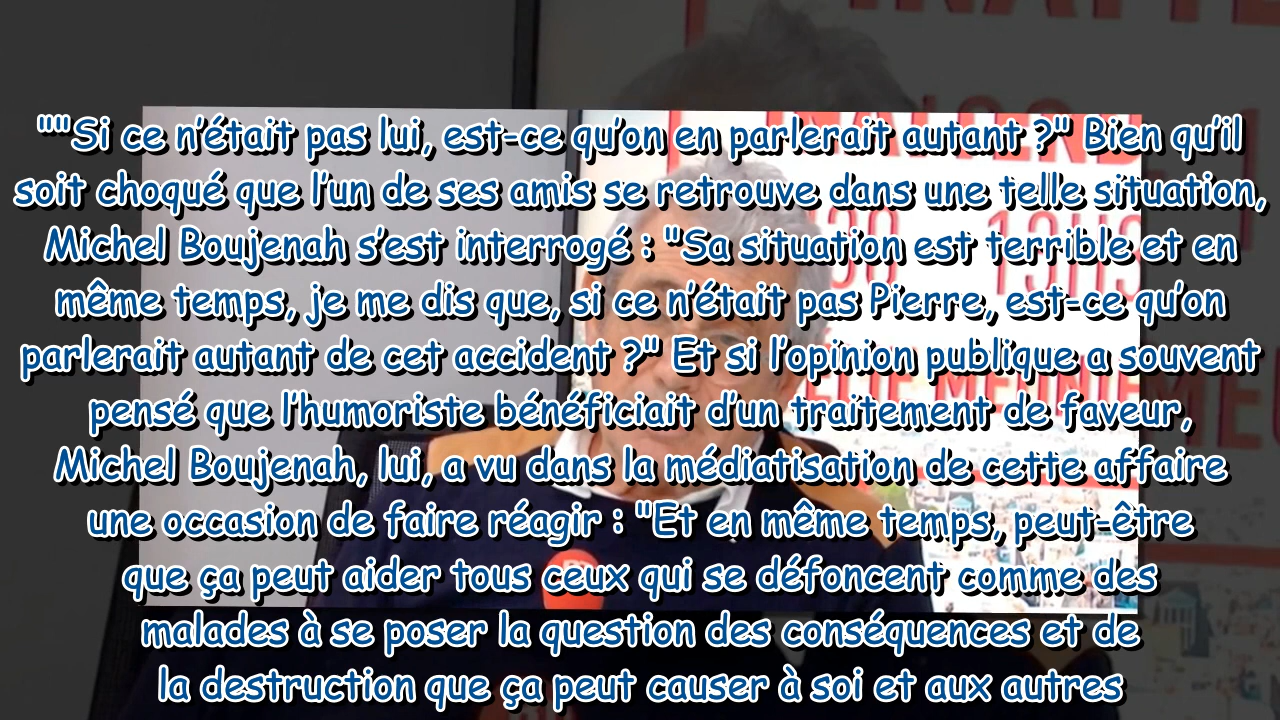 ""Si ce n'était pas lui, est-ce qu'on en parlerait autant ?" Bien qu'il
soit choqué que l'un de ses amis se retrouve dans une telle situation,
Michel Boujenah s'est interrogé : "Sa situation est terrible et en
même temps, je me dis que, si ce n'était pas Pierre, est-ce qu'on
parlerait autant de cet accident ?" Et si l'opinion publique a souvent
pensé que l'humoriste bénéficiait d'un traitement de faveur,
Michel Boujenah, lui, a vu dans la médiatisation de cette affaire
une occasion de faire réagir : "Et en même temps, peut-être
que ça peut aider tous ceux qui se défoncent comme des
malades à se poser la question des conséquences et de
la destruction que ça peut causer à soi et aux autres